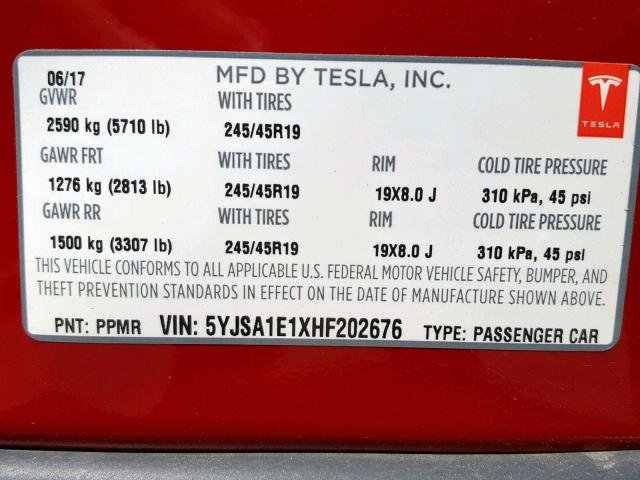 06/17 MFD BY TESLA, INC.
GVWR WITH TIRES
TESLA
2590 kg (5710 lb) 245/45R19
GAWR FRT WITH TIRES RIM COLD TIRE PRESSURE
1276 kg (2813 lb) 245/45R19 19X8.0 J 310 kPa, 45 psi
GAWR RR WITH TIRES RIM COLD TIRE PRESSURE
1500 kg (3307 lb) 245/45R19 19X8.0 J 310 kPa, 45 psi
THIS VEHICLE CONFORMS TO ALL APPLICABLE U.S. FEDERAL MOTOR VEHICLE SAFETY, BUMPER, AND
THEFT PREVENTION STANDARDS IN EFFECT ON THE DATE OF MANUFACTURE SHOWN ABOVE.
PNT: PPMR VIN: 5YJSA1E1XHF202676 TYPE: PASSENGER CAR